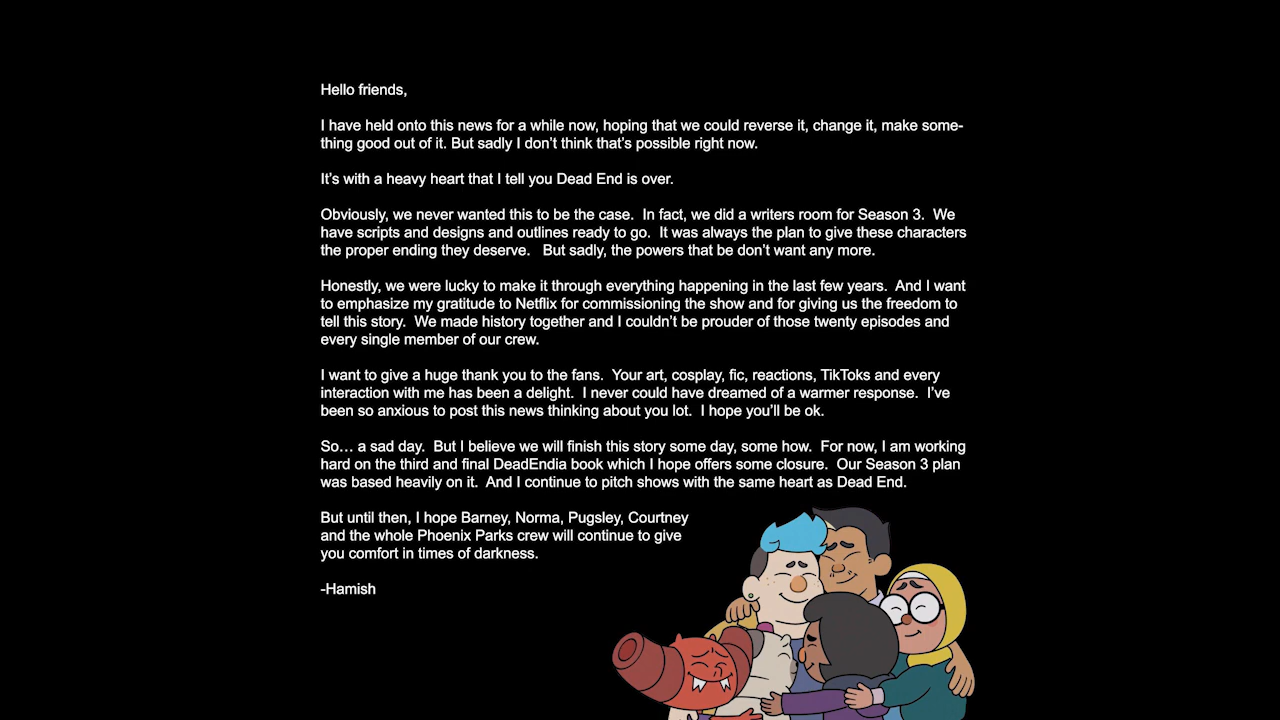 Hello friends,
I have held onto this news for a while now, hoping that we could reverse it, change it, make some-
thing good out of it. But sadly I don't think that's possible right now.
It's with a heavy heart that I tell you Dead End is over.
Obviously, we never wanted this to be the case.  In fact, we did a writers room for Season 3.  We
have scripts and designs and outlines ready to go.  It was always the plan to give these characters
the proper ending they deserve.   But sadly, the powers that be don't want any more.
Honestly, we were lucky to make it through everything happening in the last few years.  And I want
to emphasize my gratitude to Netflix for commissioning the show and for giving us the freedom to
tell this story.  We made history together and I couldn't be prouder of those twenty episodes and
every single member of our crew.
I want to give a huge thank you to the fans.  Your art, cosplay, fic, reactions, TikToks and every
interaction with me has been a delight.  I never could have dreamed of a warmer response.  I've
been so anxious to post this news thinking about you lot.  I hope you'll be ok.
So… a sad day.  But I believe we will finish this story some day, some how.  For now, I am working
hard on the third and final DeadEndia book which I hope offers some closure.  Our Season 3 plan
was based heavily on it.  And I continue to pitch shows with the same heart as Dead End.
But until then, I hope Barney, Norma, Pugsley, Courtney
and the whole Phoenix Parks crew will continue to give
you comfort in times of darkness.
-Hamish